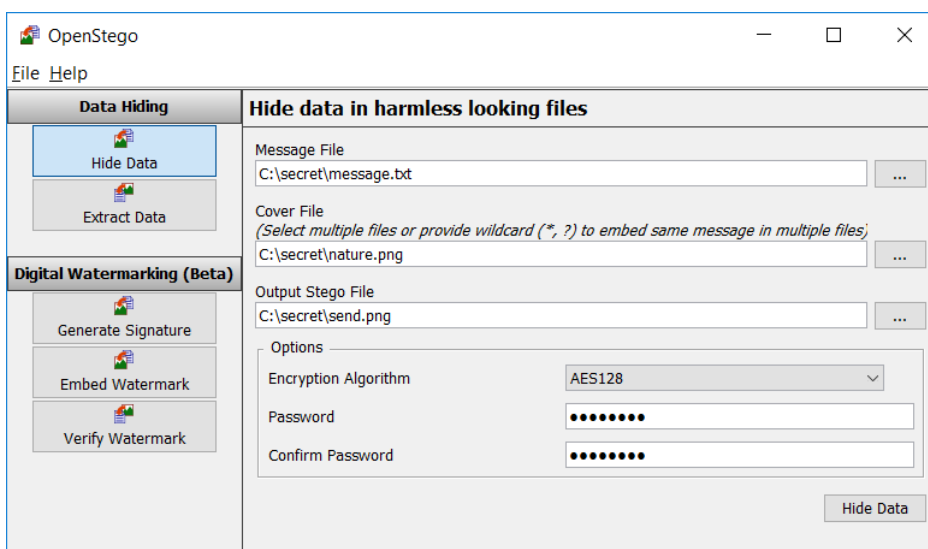 OpenStego
File Help
Data Hiding
Hide Data
Extract Data
Digital Watermarking (Beta)
Generate Signature
Embed Watermark
Verify Watermark
Hide data in harmless looking files
Message File
C:\secret\message.txt
...
Cover File
(Select multiple files or provide wildcard (*, ?) to embed same message in multiple files)
C:\secret\nature.png
...
Output Stego File
C:\secret\send.png
...
Options
Encryption Algorithm AES128
Password ●●●●●●●●
Confirm Password ●●●●●●●●
Hide Data